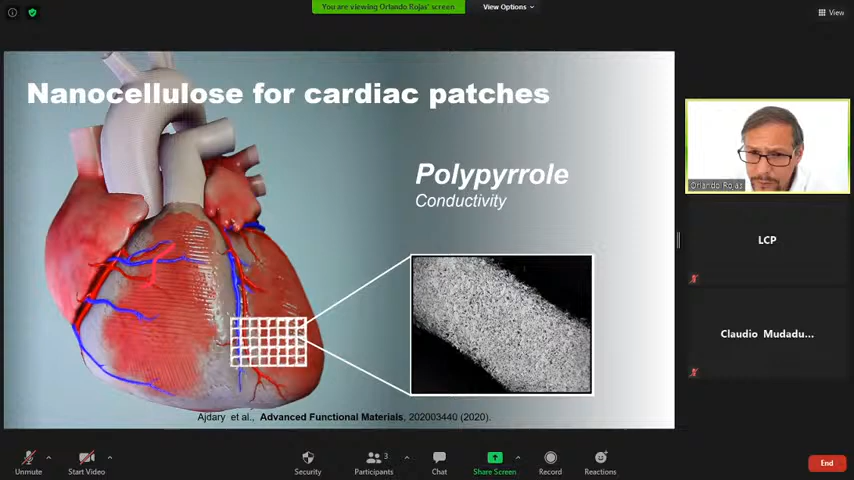 You are viewing Orlando Rojas' screen
View Options
View
Nanocellulose for cardiac patches
Polypyrrole
Conductivity
Ajdary et al., Advanced Functional Materials, 202003440 (2020).
Orlando Rojas
LCP
Claudio Mudadu...
Unmute
Start Video
Security
Participants
3
Chat
Share Screen
Record
Reactions
End